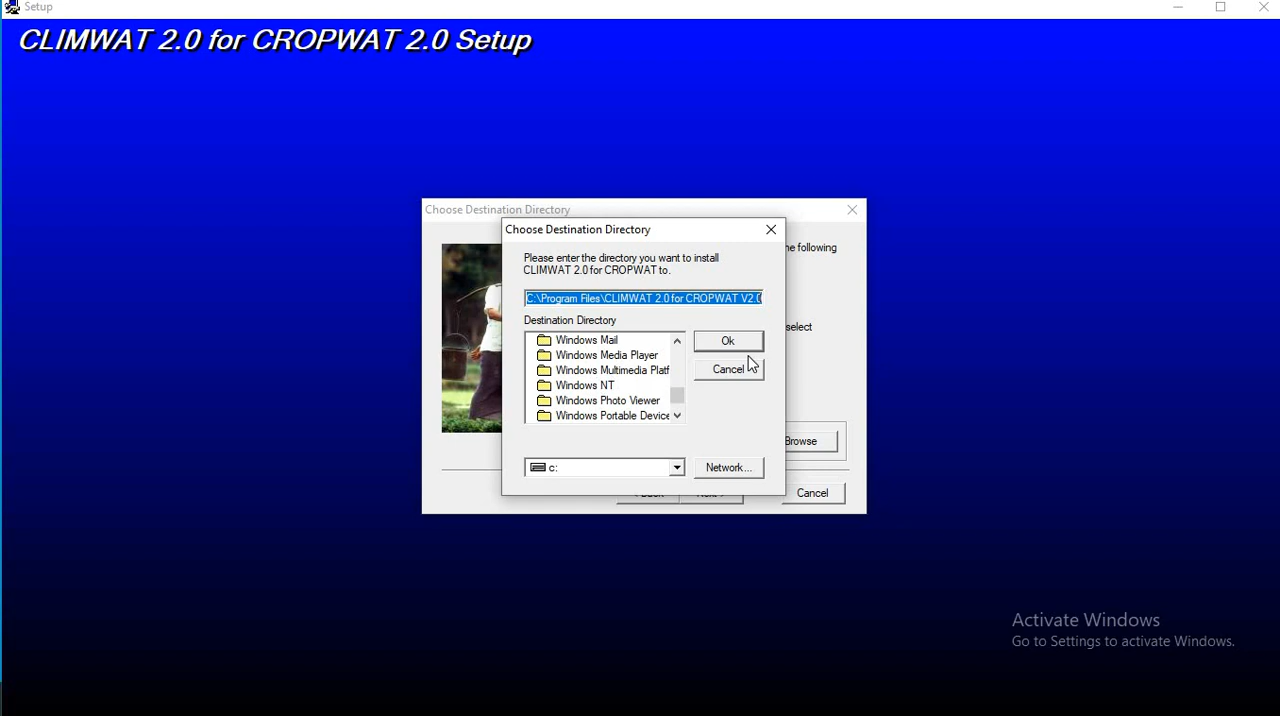 Setup
CLIMWAT 2.0 for CROPWAT 2.0 Setup
Choose Destination Directory
Choose Destination Directory
he following
Please enter the directory you want to install
CLIMWAT 2.0 for CROPWAT to.
C:\Program Files\CLIMWAT 2.0 for CROPWAT V2.0
Destination Directory
select
Windows Mail
Ok
Windows Media Player
Windows Multimedia Platf
Cancel
Windows NT
Windows Photo Viewer
Windows Portable Device
Browse
c:
Network...
Cancel
Activate Windows
Go to Settings to activate Windows.